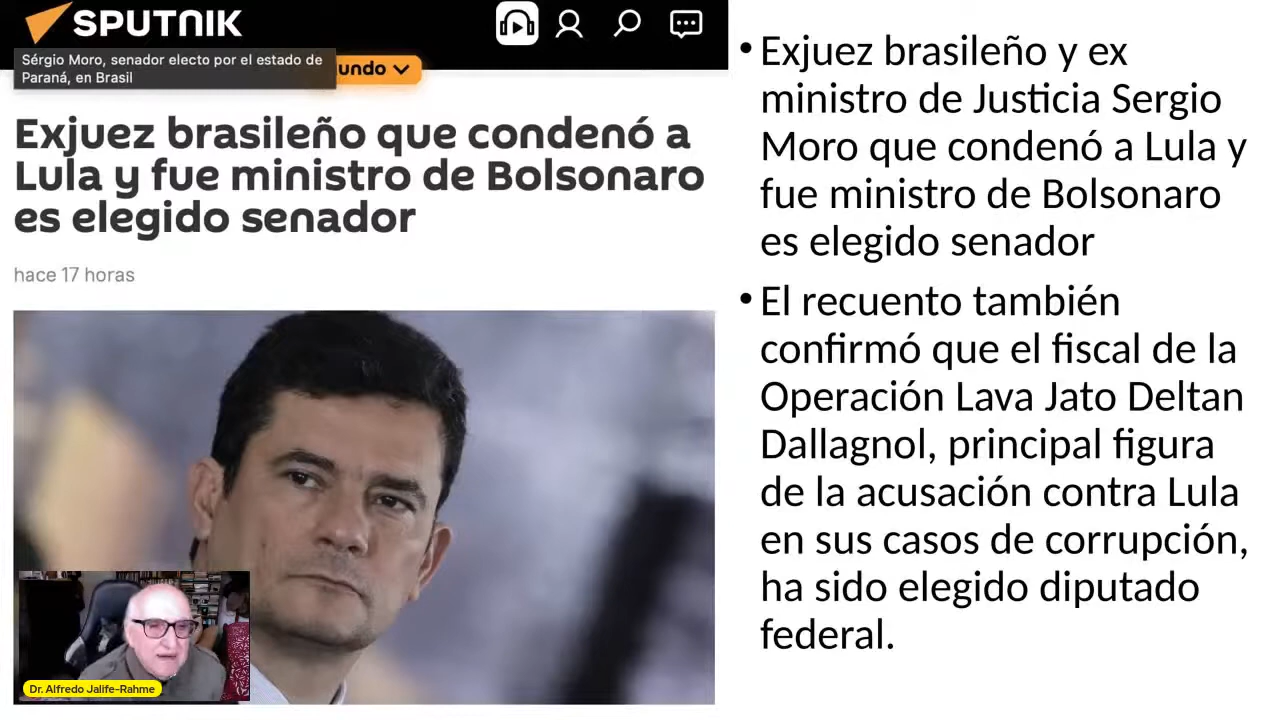 SPUTNIK
Sérgio Moro, senador electo por el estado de
Paraná, en Brasil
undo
Exjuez brasileño que condenó a
Lula y fue ministro de Bolsonaro
es elegido senador
hace 17 horas
Dr. Alfredo Jalife-Rahme
• Exjuez brasileño y ex
ministro de Justicia Sergio
Moro que condenó a Lula y
fue ministro de Bolsonaro
es elegido senador
• El recuento también
confirmó que el fiscal de la
Operación Lava Jato Deltan
Dallagnol, principal figura
de la acusación contra Lula
en sus casos de corrupción,
ha sido elegido diputado
federal.